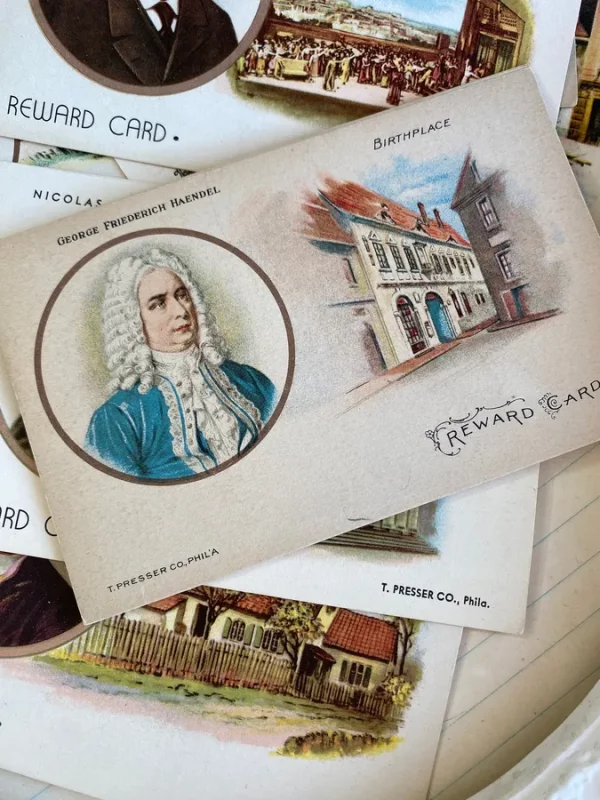 REWARD CARD.
NICOLAS
GEORGE FRIEDERICH HAENDEL
BIRTHPLACE
REWARD CARD
T. PRESSER CO., PHIL'A
RD C
T. PRESSER CO., Phila.